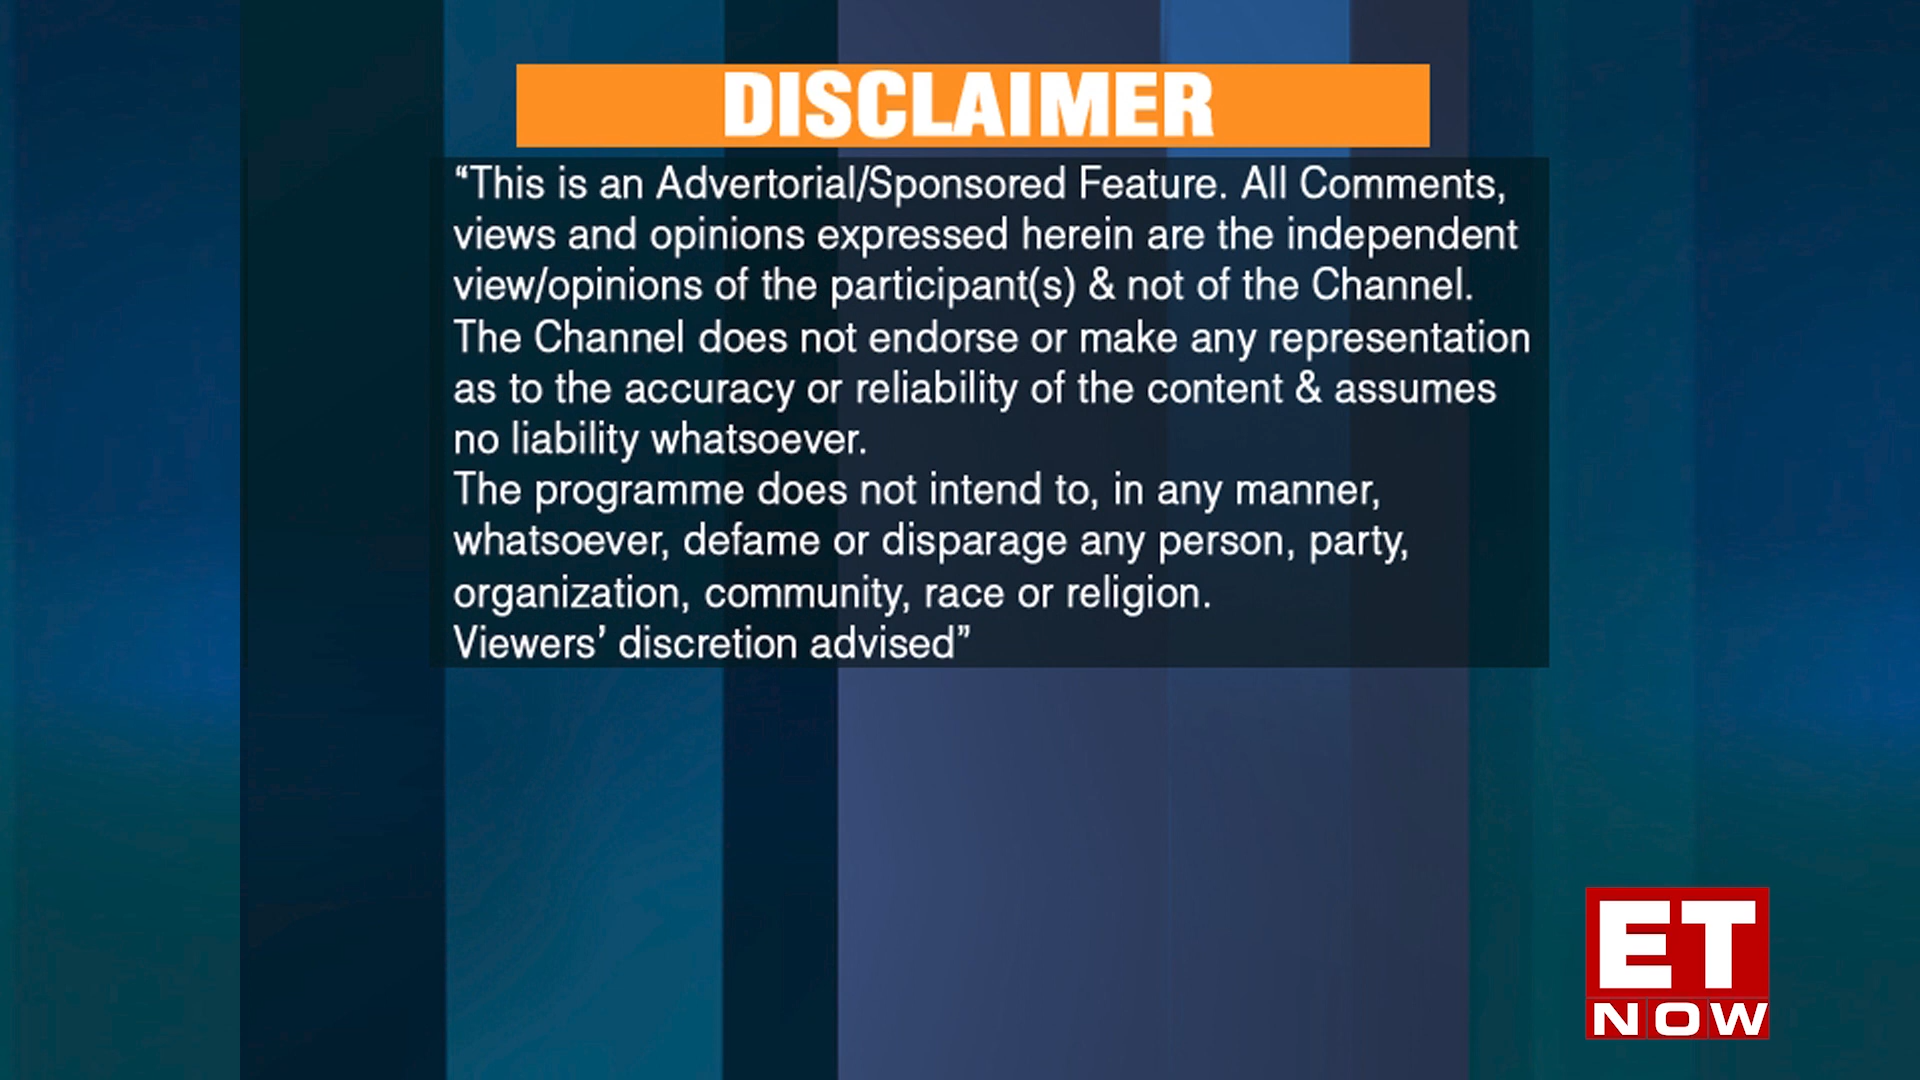 DISCLAIMER
“This is an Advertorial/Sponsored Feature. All Comments,
views and opinions expressed herein are the independent
view/opinions of the participant(s) & not of the Channel.
The Channel does not endorse or make any representation
as to the accuracy or reliability of the content & assumes
no liability whatsoever.
The programme does not intend to, in any manner,
whatsoever, defame or disparage any person, party,
organization, community, race or religion.
Viewers’ discretion advised”
ET
NOW